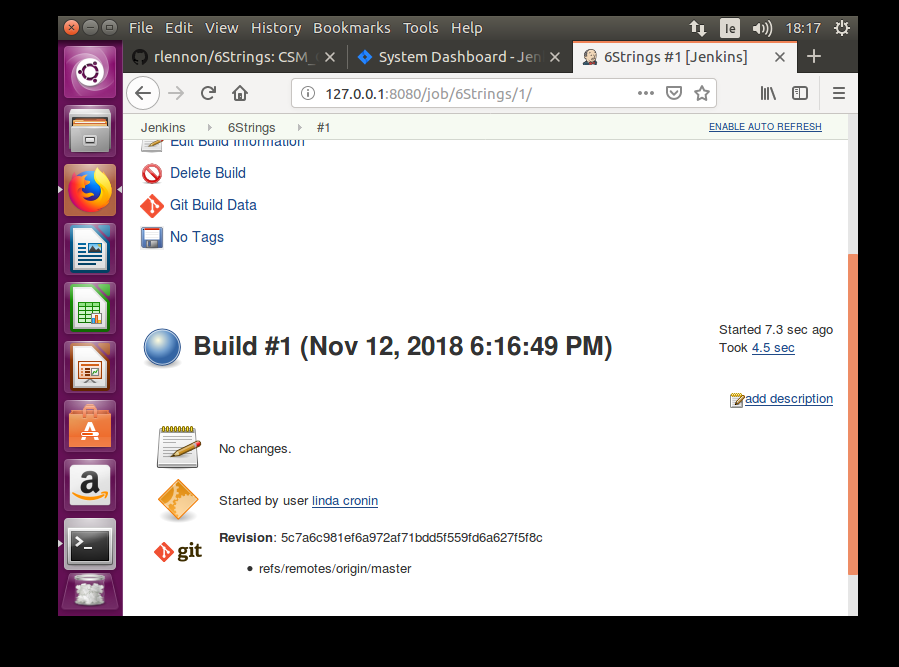 File Edit View History Bookmarks Tools Help
Ie
18:17
rlennon/6Strings: CSM_
System Dashboard - Jen
6Strings #1 [Jenkins]
127.0.0.1:8080/job/6Strings/1/
Jenkins 6Strings #1
ENABLE AUTO REFRESH
Edit Build Information
Delete Build
Git Build Data
No Tags
Build #1 (Nov 12, 2018 6:16:49 PM)
Started 7.3 sec ago
Took 4.5 sec
add description
No changes.
Started by user linda cronin
git
Revision: 5c7a6c981ef6a972af71bdd5f559fd6a627f5f8c
• refs/remotes/origin/master